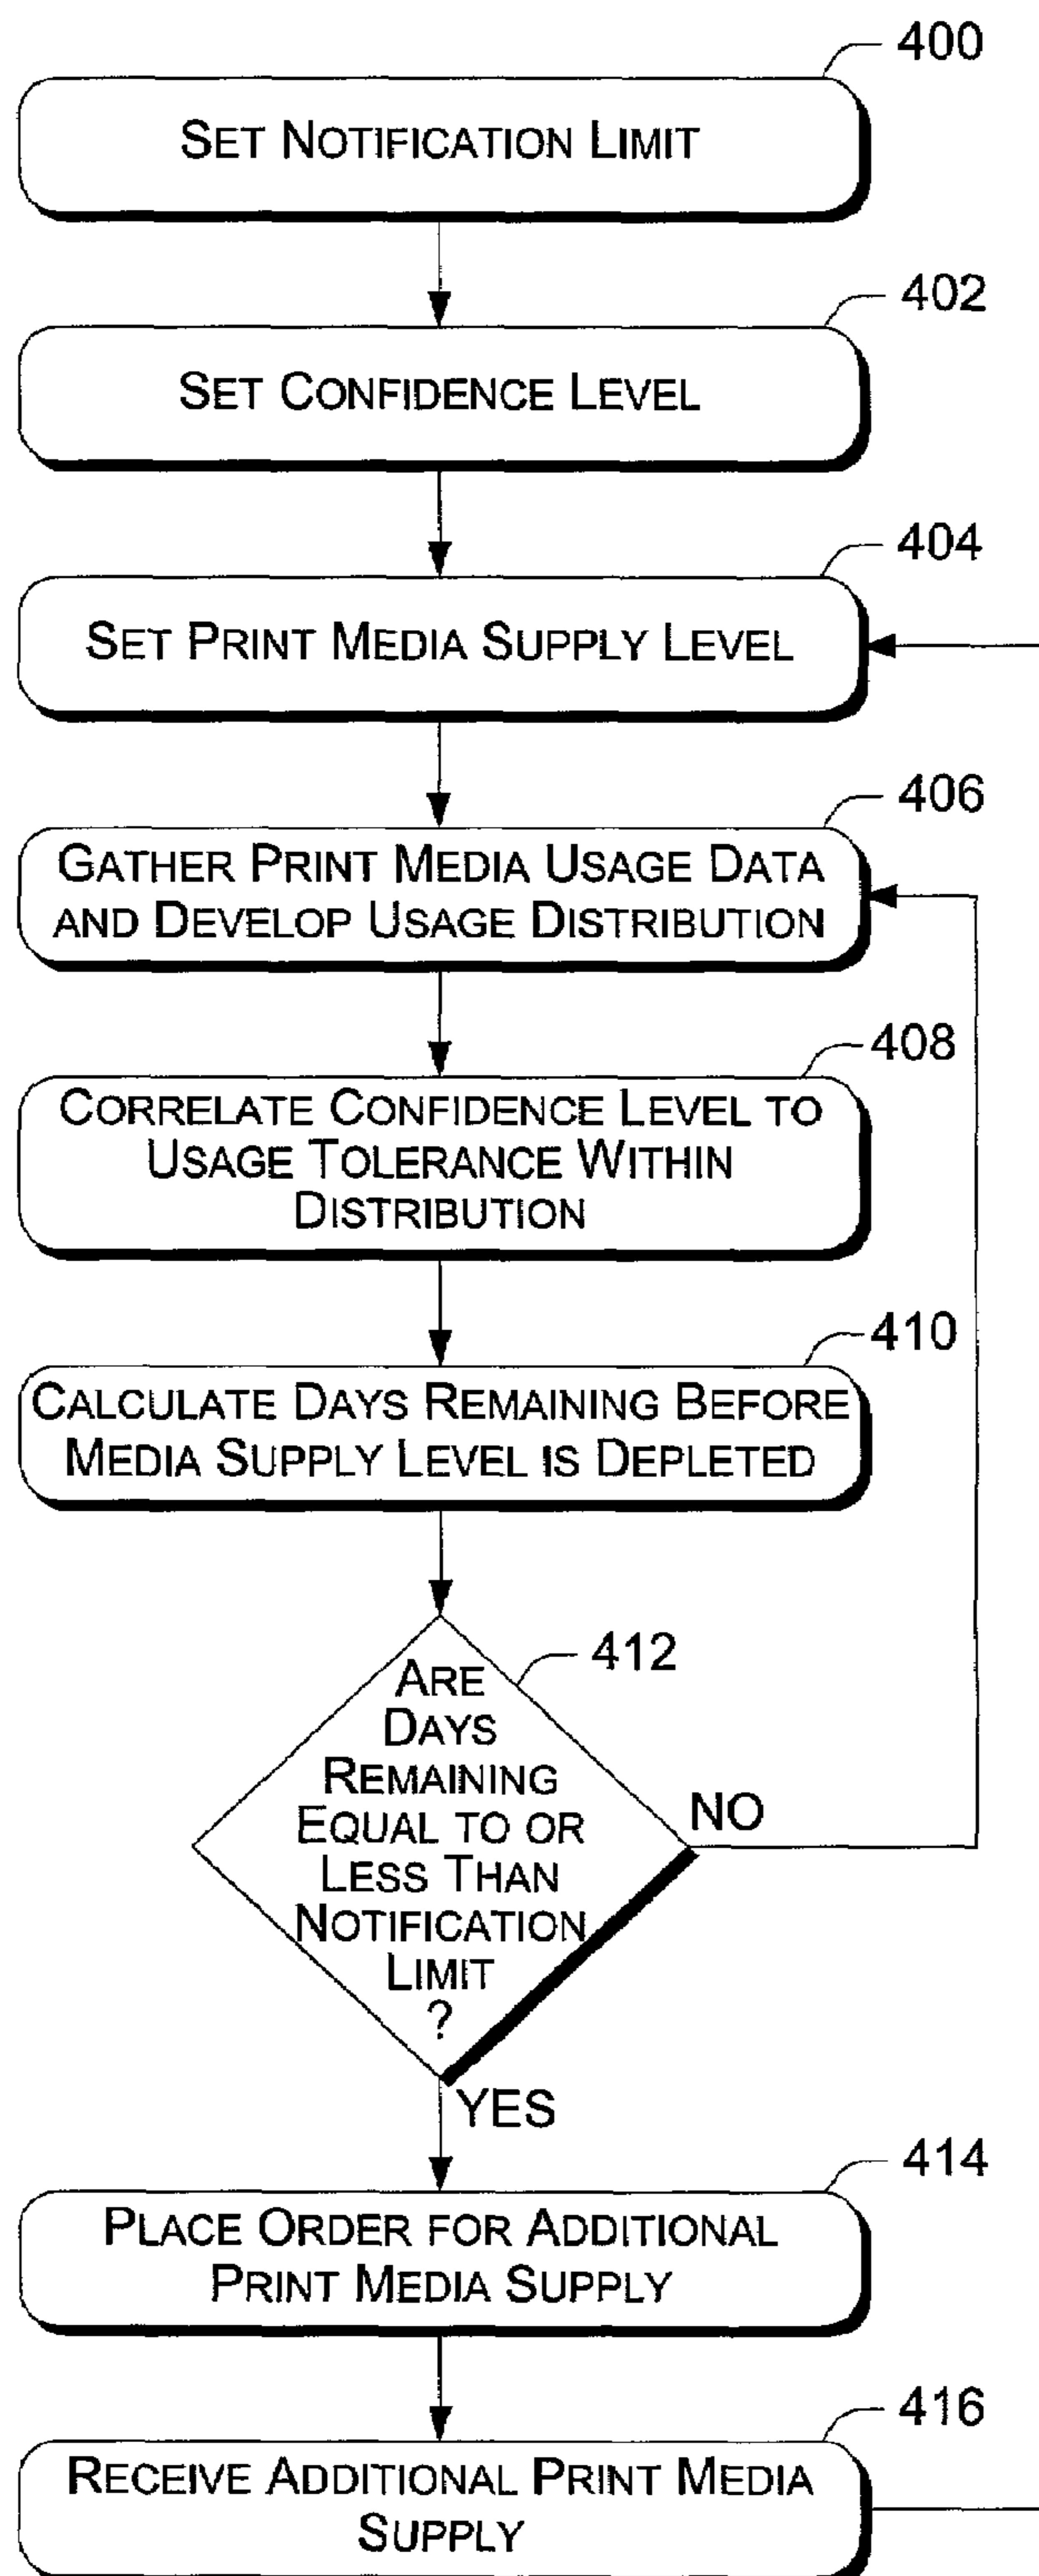 400
SET NOTIFICATION LIMIT
402
SET CONFIDENCE LEVEL
404
SET PRINT MEDIA SUPPLY LEVEL
406
GATHER PRINT MEDIA USAGE DATA
AND DEVELOP USAGE DISTRIBUTION
408
CORRELATE CONFIDENCE LEVEL TO
USAGE TOLERANCE WITHIN
DISTRIBUTION
410
CALCULATE DAYS REMAINING BEFORE
MEDIA SUPPLY LEVEL IS DEPLETED
412
ARE
DAYS
REMAINING
EQUAL TO OR
LESS THAN
NOTIFICATION
LIMIT
?
NO
YES
414
PLACE ORDER FOR ADDITIONAL
PRINT MEDIA SUPPLY
416
RECEIVE ADDITIONAL PRINT MEDIA
SUPPLY